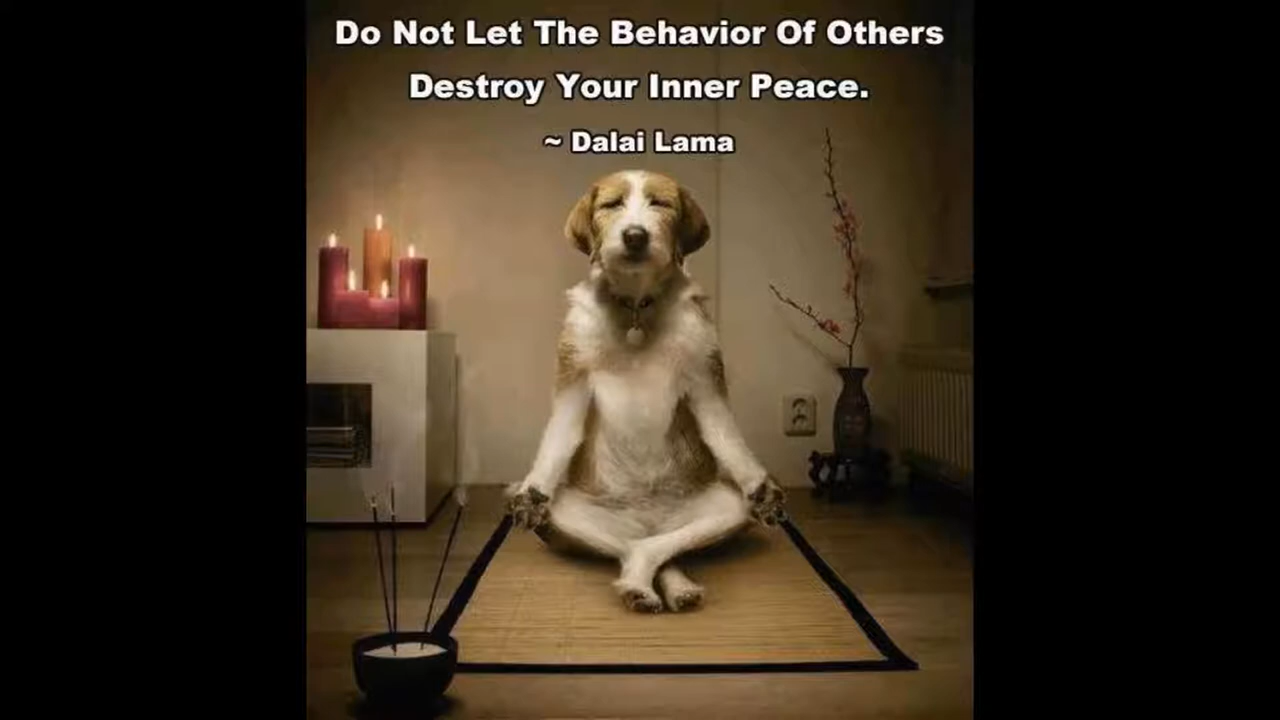 Do Not Let The Behavior Of Others
Destroy Your Inner Peace.
~ Dalai Lama